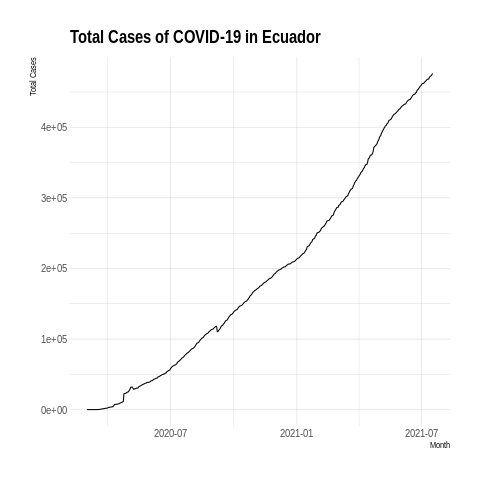 Total Cases of COVID-19 in Ecuador
Total Cases
4e+05
3e+05
2e+05
1e+05
0e+00
2020-07 2021-01 2021-07
Month